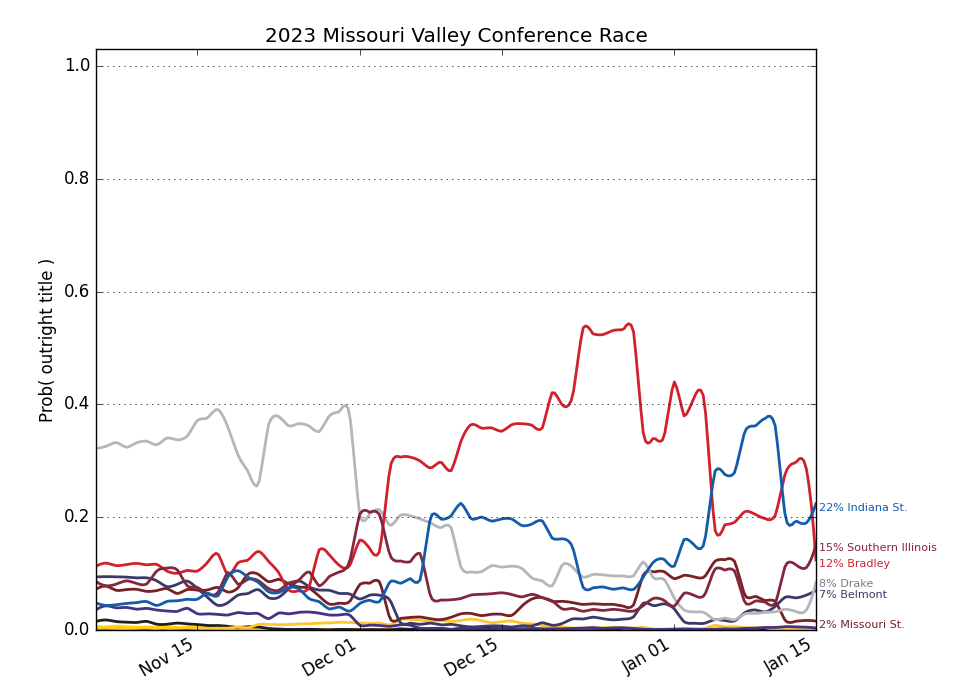 2023 Missouri Valley Conference Race
Prob( outright title )
1.0
0.8
0.6
0.4
0.2
0.0
22% Indiana St.
15% Southern Illinois
12% Bradley
8% Drake
7% Belmont
2% Missouri St.
Nov 15
Dec 01
Dec 15
Jan 01
Jan 15